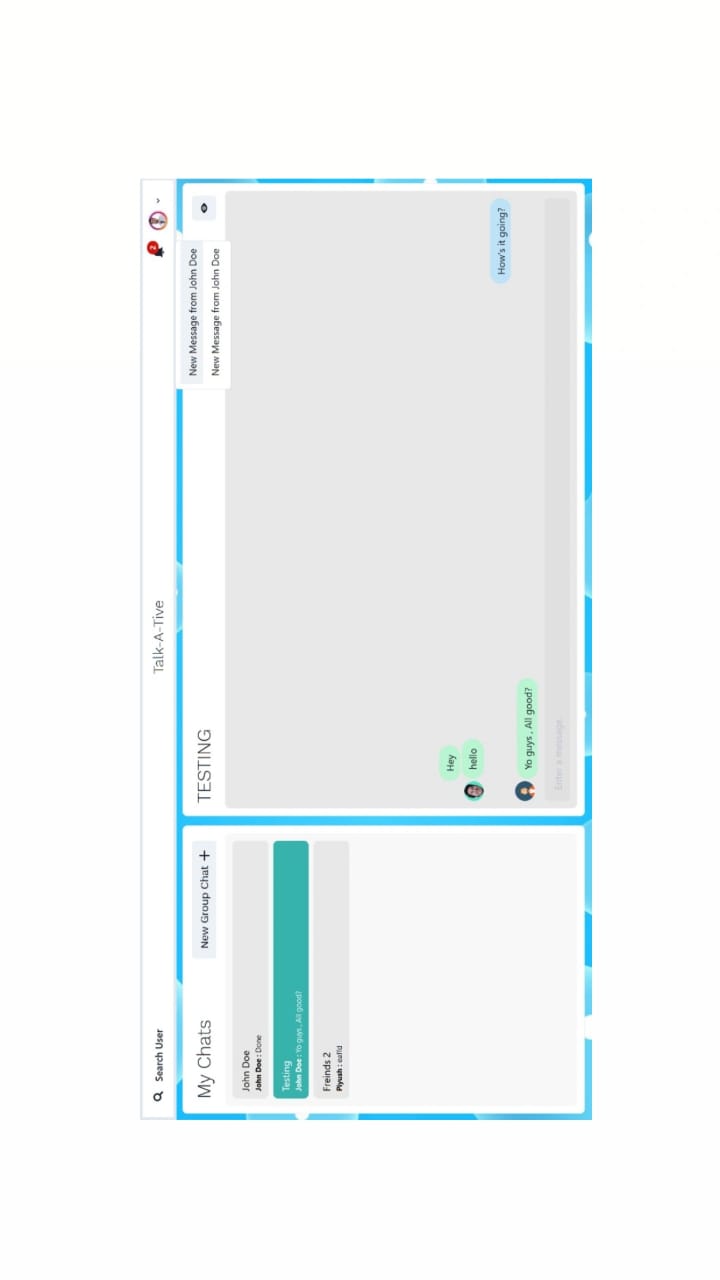 Search User
Talk-A-Tive
2
New Message from John Doe
New Message from John Doe
My Chats
New Group Chat +
John Doe
John Doe : Done
Testing
John Doe : Yo guys , All good?
Freinds 2
Piyush : eaffd
TESTING
Hey
hello
How's it going?
Yo guys , All good?
Enter a message..